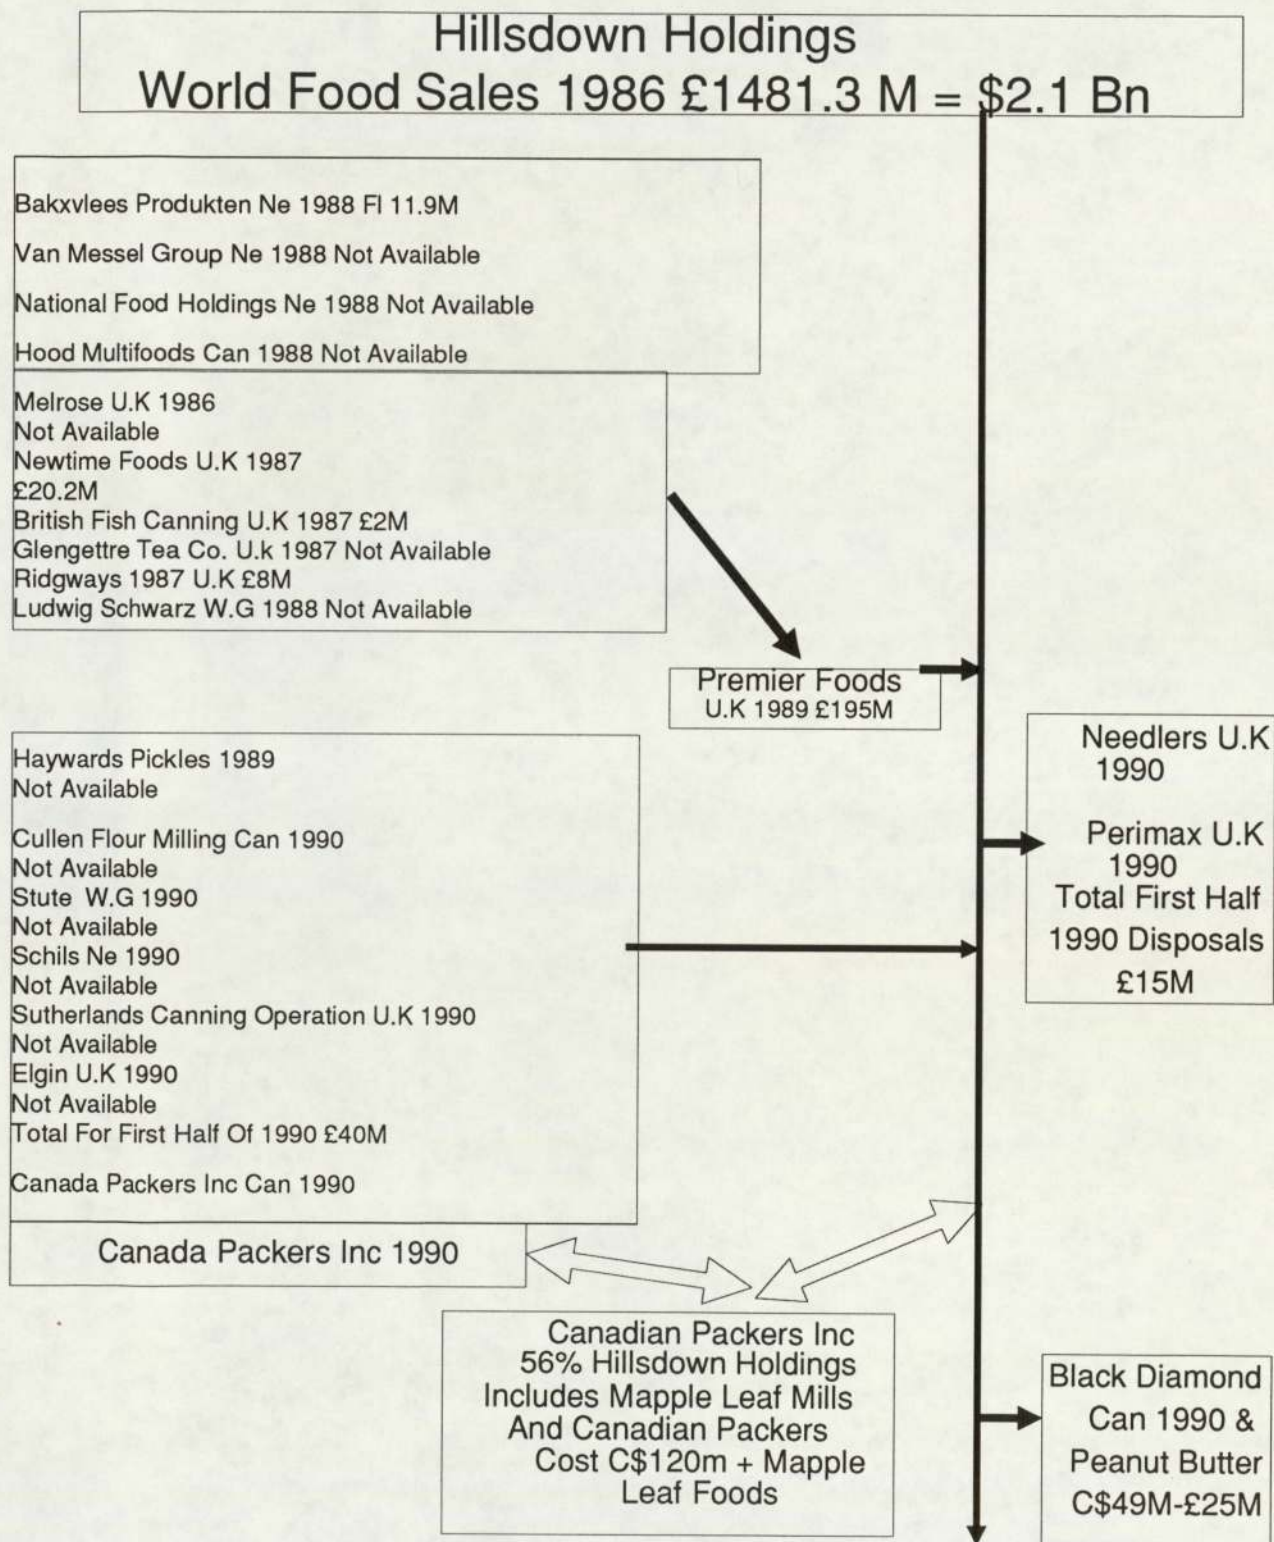 Hillsdown Holdings
World Food Sales 1986 £1481.3 M = $2.1 Bn
Bakxvlees Produkten Ne 1988 Fl 11.9M
Van Messel Group Ne 1988 Not Available
National Food Holdings Ne 1988 Not Available
Hood Multifoods Can 1988 Not Available
Melrose U.K 1986
Not Available
Newtime Foods U.K 1987
£20.2M
British Fish Canning U.K 1987 £2M
Glengettre Tea Co. U.k 1987 Not Available
Ridgways 1987 U.K £8M
Ludwig Schwarz W.G 1988 Not Available
Premier Foods
U.K 1989 £195M
Needlers U.K
1990
Perimax U.K
1990
Total First Half
1990 Disposals
£15M
Haywards Pickles 1989
Not Available
Cullen Flour Milling Can 1990
Not Available
Stute W.G 1990
Not Available
Schils Ne 1990
Not Available
Sutherlands Canning Operation U.K 1990
Not Available
Elgin U.K 1990
Not Available
Total For First Half Of 1990 £40M
Canada Packers Inc Can 1990
Canada Packers Inc 1990
Canadian Packers Inc
56% Hillsdown Holdings
Includes Mapple Leaf Mills
And Canadian Packers
Cost C$120m + Mapple
Leaf Foods
Black Diamond
Can 1990 &
Peanut Butter
C$49M-£25M